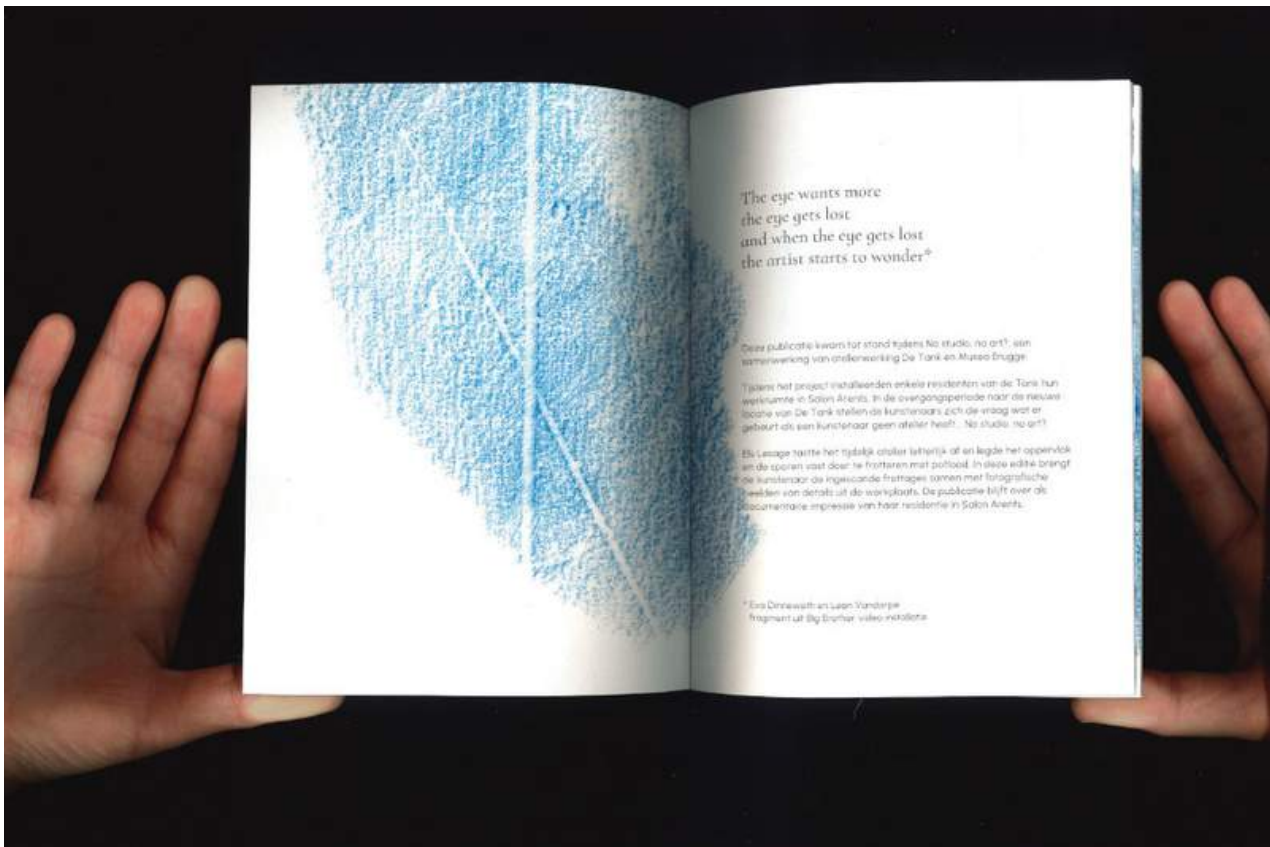 The eye wants more
the eye gets lost
and when the eye gets lost
the artist starts to wonder*
Deze publicatie kwam tot stand tijdens No studio, no art?, een
samenwerking van atelierwerking De Tank en Musea Brugge.
Tijdens het project installeerden enkele residenten van de Tank hun
werkruimte in Salon Arents. In de overgangsperiode naar de nieuwe
locatie van De Tank stellen de kunstenaars zich de vraag wat er
gebeurt als een kunstenaar geen atelier heeft... No studio, no art?
Els Lesage tastte het tijdelijk atelier letterlijk af en legde het oppervlak
en de sporen vast door te frotteren met potlood. In deze editie brengt
de kunstenaar de ingescande frottages samen met fotografische
beelden van details uit de werkplaats. De publicatie blijft over als
documentaire impressie van haar residentie in Salon Arents.
* Eva Dinneweth en Leon Vandorpe
fragment uit Big Brother video-installatie